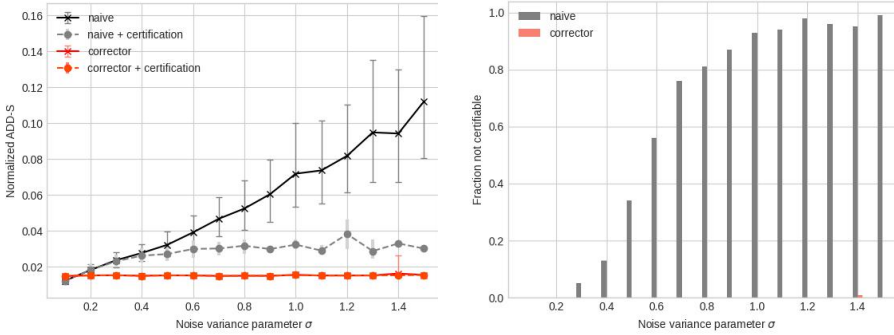 0.16
0.14
0.12
0.10
0.08
0.06
0.04
0.02
Normalized ADD-S
naive
naive + certification
corrector
corrector + certification
0.2
0.4
0.6
0.8
1.0
1.2
1.4
Noise variance parameter σ
1.0
0.8
0.6
0.4
0.2
0.0
Fraction not certifiable
naive
corrector
0.2
0.4
0.6
0.8
1.0
1.2
1.4
Noise variance parameter σ